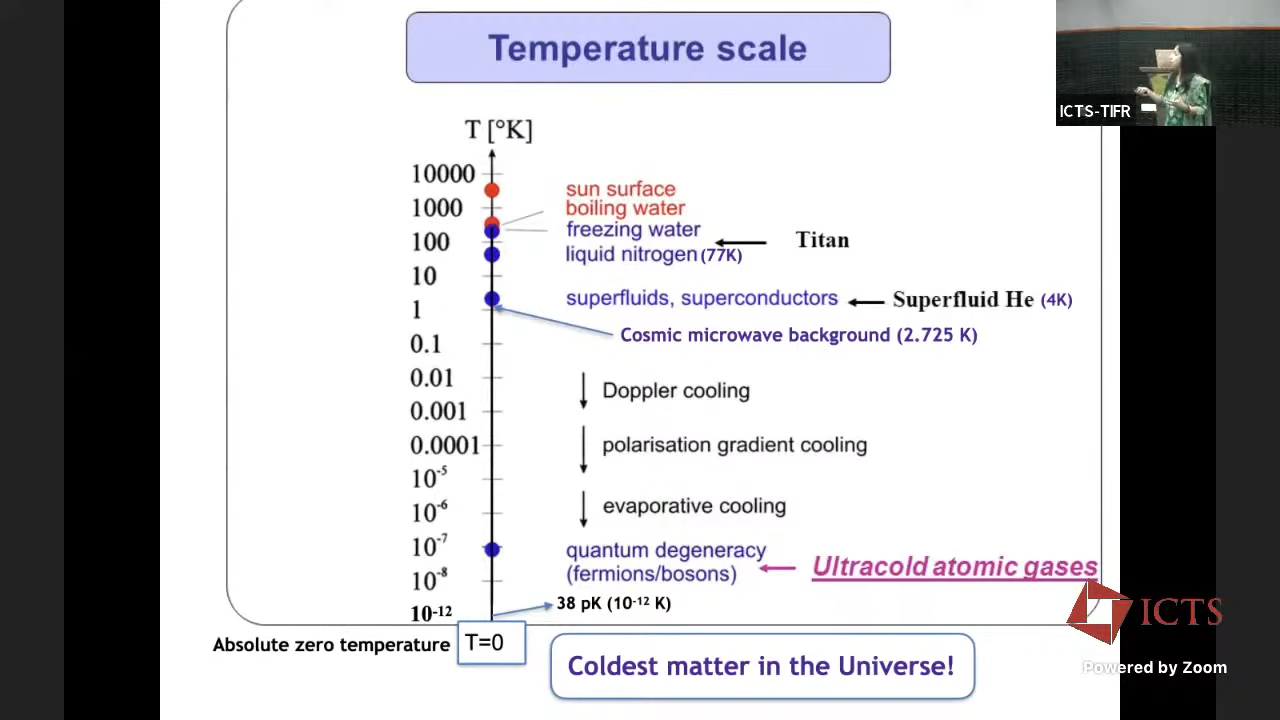 Temperature scale
ICTS-TIFR
T [°K]
10000
1000
100
10
1
0.1
0.01
0.001
0.0001
10⁻⁵
10⁻⁶
10⁻⁷
10⁻⁸
10⁻¹²
sun surface
boiling water
freezing water
liquid nitrogen (77K)
Titan
superfluids, superconductors
Superfluid He (4K)
Cosmic microwave background (2.725 K)
Doppler cooling
polarisation gradient cooling
evaporative cooling
quantum degeneracy
(fermions/bosons)
Ultracold atomic gases
38 pK (10⁻¹² K)
Absolute zero temperature
T=0
Coldest matter in the Universe!
ICTS
Powered by Zoom